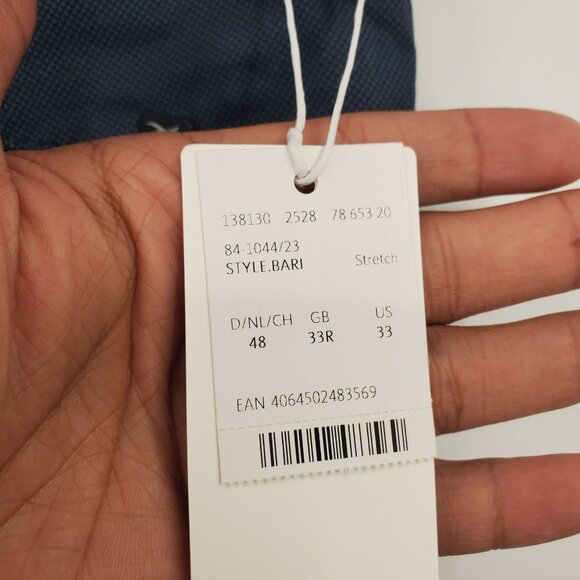 138130 2528 78 653 20
84-1044/23
STYLE.BARI Stretch
D/NL/CH GB US
48 33R 33
EAN 4064502483569